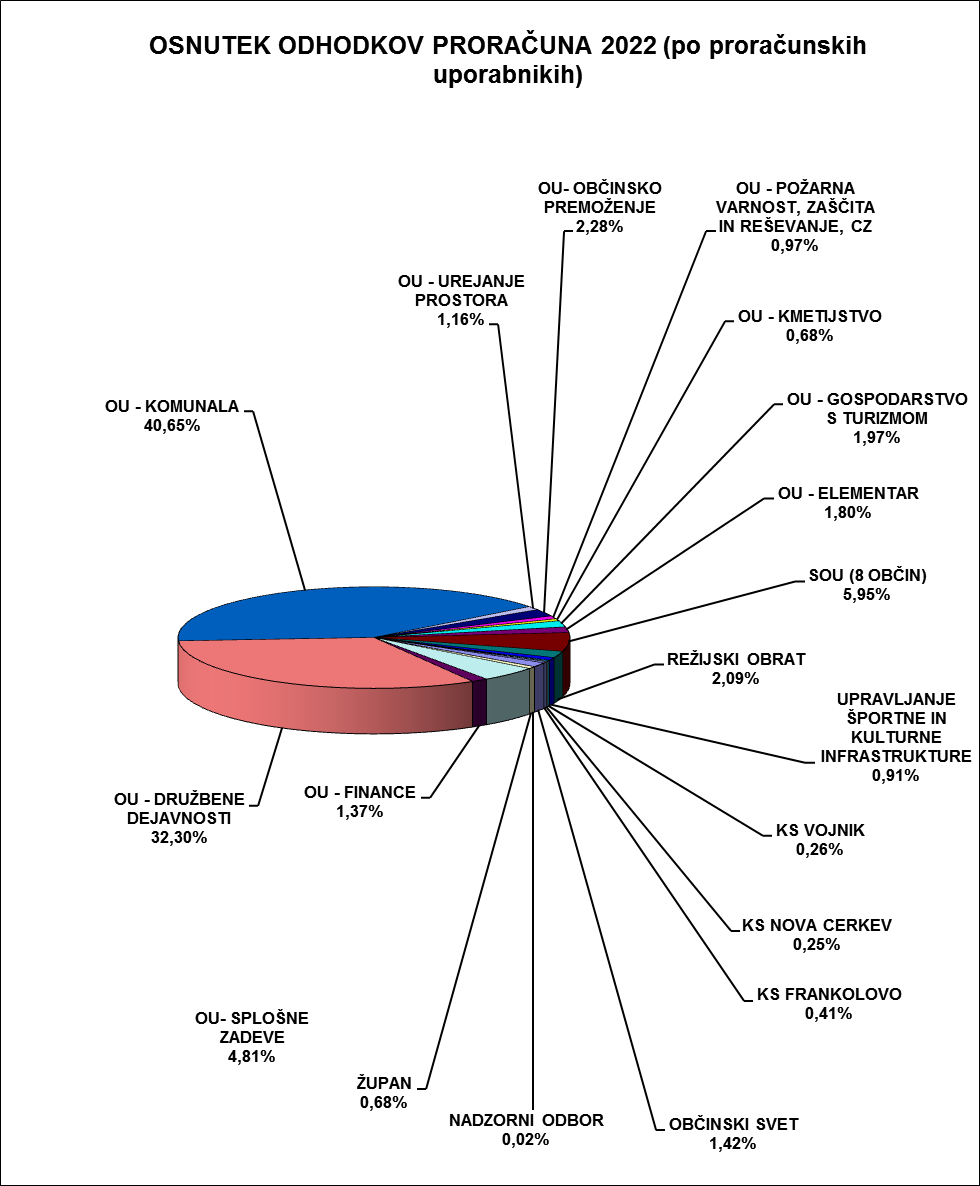 OSNUTEK ODHODKOV PRORAČUNA 2022 (po proračunskih
uporabnikih)
OU- OBČINSKO
PREMOŽENJE
2,28%
OU - POŽARNA
VARNOST, ZAŠČITA
IN REŠEVANJE, CZ
0,97%
OU - UREJANJE
PROSTORA
1,16%
OU - KMETIJSTVO
0,68%
OU - KOMUNALA
40,65%
OU - GOSPODARSTVO
S TURIZMOM
1,97%
OU - ELEMENTAR
1,80%
SOU (8 OBČIN)
5,95%
REŽIJSKI OBRAT
2,09%
UPRAVLJANJE
ŠPORTNE IN
KULTURNE
INFRASTRUKTURE
0,91%
OU - DRUŽBENE
DEJAVNOSTI
32,30%
OU - FINANCE
1,37%
KS VOJNIK
0,26%
KS NOVA CERKEV
0,25%
KS FRANKOLOVO
0,41%
OU- SPLOŠNE
ZADEVE
4,81%
ŽUPAN
0,68%
NADZORNI ODBOR
0,02%
OBČINSKI SVET
1,42%